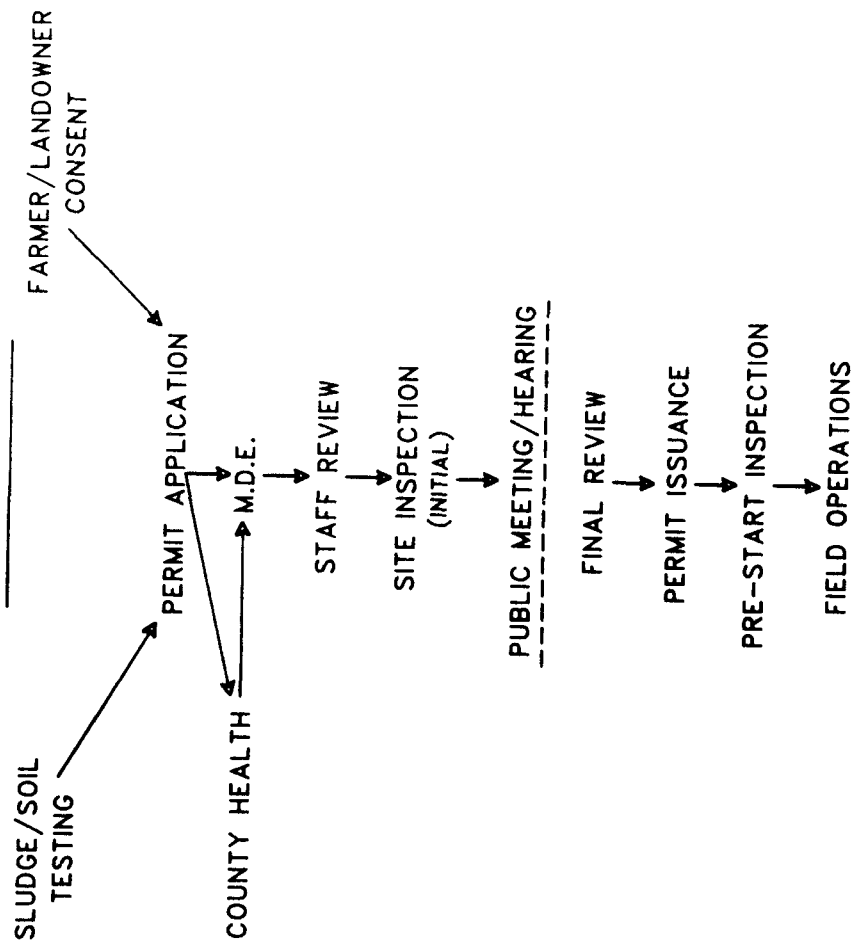 SLUDGE/SOIL
TESTING
FARMER/LANDOWNER
CONSENT
PERMIT APPLICATION
COUNTY HEALTH
M.D.E.
STAFF REVIEW
SITE INSPECTION
(INITIAL)
PUBLIC MEETING/HEARING
FINAL REVIEW
PERMIT ISSUANCE
PRE-START INSPECTION
FIELD OPERATIONS